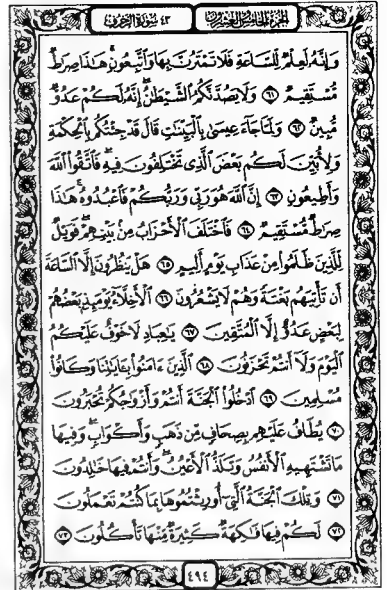 الجزء الخامس والعشرون
٤٣ سورة الزخرف
وَإِنَّهُۥ لَعِلْمٌ لِّلسَّاعَةِ فَلَا تَمْتَرُنَّ بِهَا وَٱتَّبِعُونِ ۚ هَٰذَا صِرَٰطٌ
مُّسْتَقِيمٌ ٦١ وَلَا يَصُدَّنَّكُمُ ٱلشَّيْطَٰنُ ۖ إِنَّهُۥ لَكُمْ عَدُوٌّ
مُّبِينٌ ٦٢ وَلَمَّا جَآءَ عِيسَىٰ بِٱلْبَيِّنَٰتِ قَالَ قَدْ جِئْتُكُم بِٱلْحِكْمَةِ
وَلِأُبَيِّنَ لَكُم بَعْضَ ٱلَّذِى تَخْتَلِفُونَ فِيهِ ۖ فَٱتَّقُوا۟ ٱللَّهَ
وَأَطِيعُونِ ٦٣ إِنَّ ٱللَّهَ هُوَ رَبِّى وَرَبُّكُمْ فَٱعْبُدُوهُ ۚ هَٰذَا
صِرَٰطٌ مُّسْتَقِيمٌ ٦٤ فَٱخْتَلَفَ ٱلْأَحْزَابُ مِنۢ بَيْنِهِمْ ۖ فَوَيْلٌ
لِّلَّذِينَ ظَلَمُوا۟ مِنْ عَذَابِ يَوْمٍ أَلِيمٍ ٦٥ هَلْ يَنظُرُونَ إِلَّا ٱلسَّاعَةَ
أَن تَأْتِيَهُم بَغْتَةً وَهُمْ لَا يَشْعُرُونَ ٦٦ ٱلْأَخِلَّآءُ يَوْمَئِذٍۭ بَعْضُهُمْ
لِبَعْضٍ عَدُوٌّ إِلَّا ٱلْمُتَّقِينَ ٦٧ يَٰعِبَادِ لَا خَوْفٌ عَلَيْكُمُ
ٱلْيَوْمَ وَلَآ أَنتُمْ تَحْزَنُونَ ٦٨ ٱلَّذِينَ ءَامَنُوا۟ بِـَٔايَٰتِنَا وَكَانُوا۟
مُسْلِمِينَ ٦٩ ٱدْخُلُوا۟ ٱلْجَنَّةَ أَنتُمْ وَأَزْوَٰجُكُمْ تُحْبَرُونَ
٧٠ يُطَافُ عَلَيْهِم بِصِحَافٍ مِّن ذَهَبٍ وَأَكْوَابٍ ۖ وَفِيهَا
مَا تَشْتَهِيهِ ٱلْأَنفُسُ وَتَلَذُّ ٱلْأَعْيُنُ ۖ وَأَنتُمْ فِيهَا خَٰلِدُونَ
٧١ وَتِلْكَ ٱلْجَنَّةُ ٱلَّتِىٓ أُورِثْتُمُوهَا بِمَا كُنتُمْ تَعْمَلُونَ
٧٢ لَكُمْ فِيهَا فَٰكِهَةٌ كَثِيرَةٌ مِّنْهَا تَأْكُلُونَ ٧٣
٤٩٤